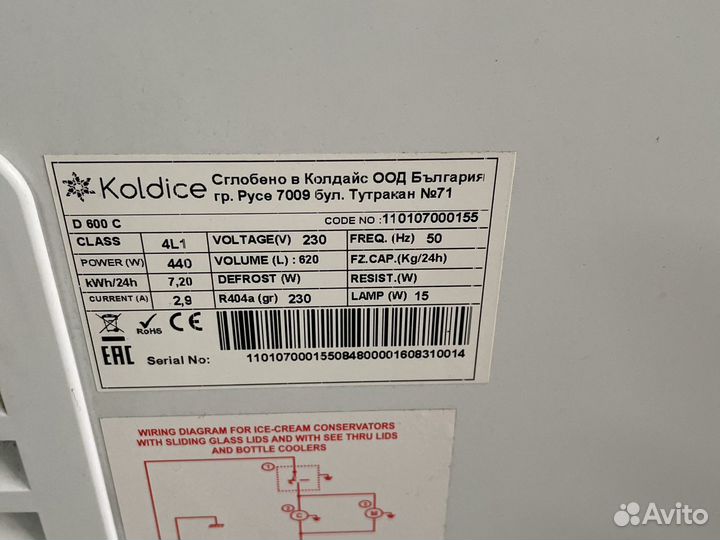 Koldice
Сглобено в Колдайс ООД България
гр. Русе 7009 бул. Тутракан №71
D 600 C CODE NO :110107000155
CLASS 4L1 VOLTAGE(V) 230 FREQ. (Hz) 50
POWER (W) 440 VOLUME (L) : 620 FZ.CAP.(Kg/24h)
kWh/24h 7,20 DEFROST (W) RESIST.(W)
CURRENT (A) 2,9 R404a (gr) 230 LAMP (W) 15
RoHS CE
EAC Serial No: 110107000155084800001608310014
WIRING DIAGRAM FOR ICE-CREAM CONSERVATORS
WITH SLIDING GLASS LIDS AND WITH SEE THRU LIDS
AND BOTTLE COOLERS
1
C
M
Avito